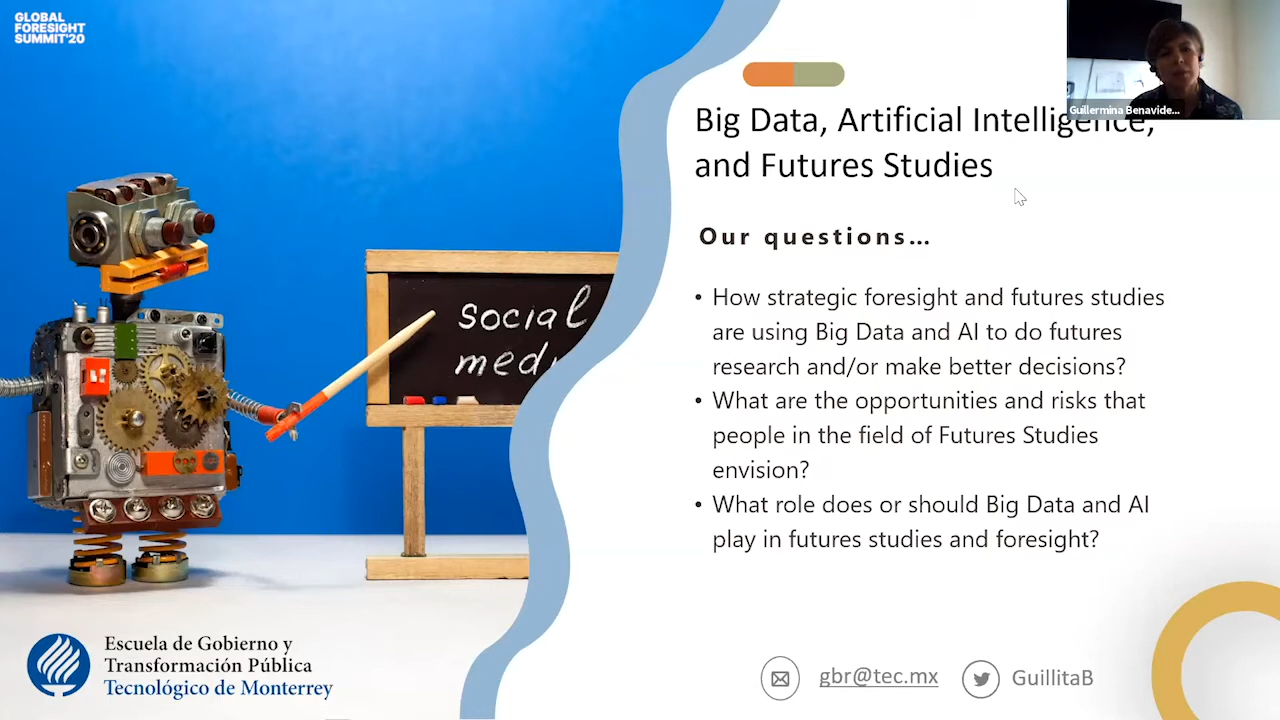 GLOBAL
FORESIGHT
SUMMIT'20
Guillermina Benavide...
Big Data, Artificial Intelligence,
and Futures Studies
Our questions...
• How strategic foresight and futures studies
are using Big Data and AI to do futures
research and/or make better decisions?
• What are the opportunities and risks that
people in the field of Futures Studies
envision?
• What role does or should Big Data and AI
play in futures studies and foresight?
social
Escuela de Gobierno y
Transformación Pública
Tecnológico de Monterrey
gbr@tec.mx
GuillitaB